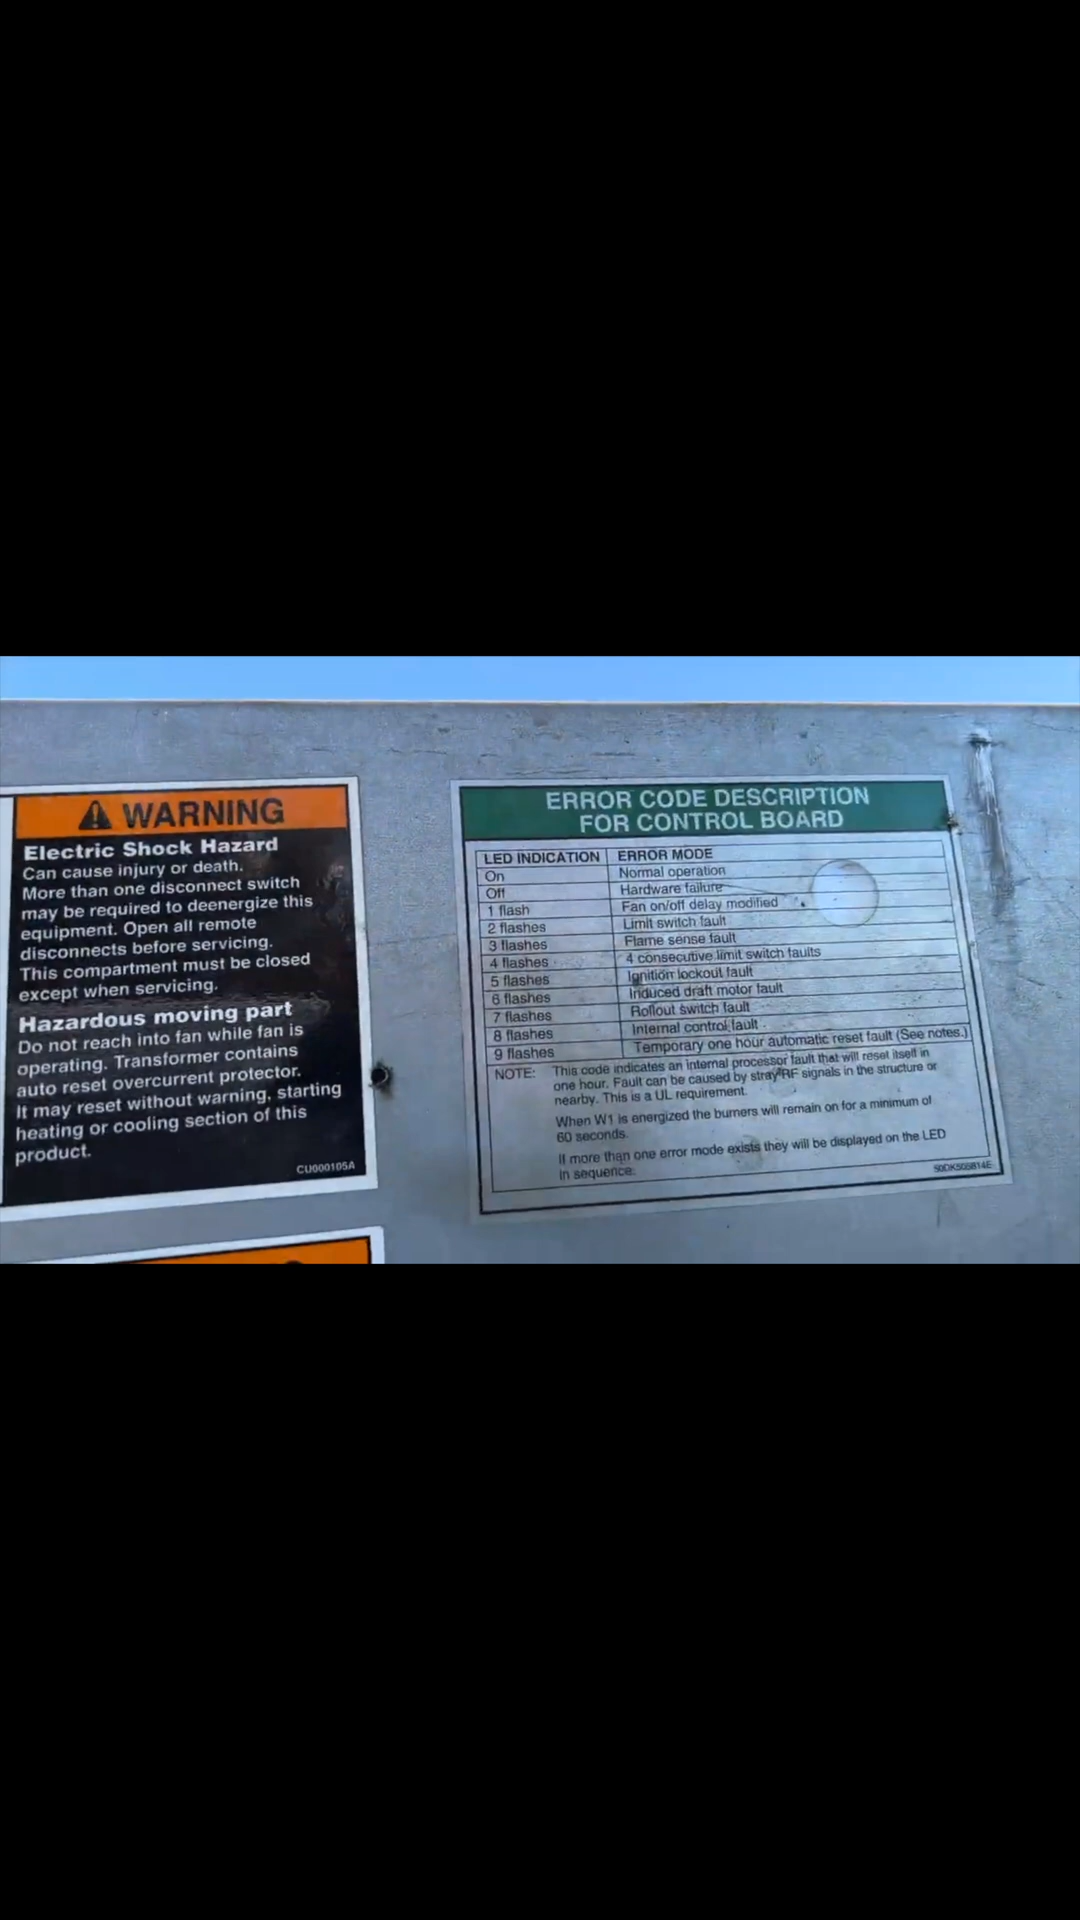 WARNING
Electric Shock Hazard
Can cause injury or death.
More than one disconnect switch
may be required to deenergize this
equipment. Open all remote
disconnects before servicing.
This compartment must be closed
except when servicing.
Hazardous moving part
Do not reach into fan while fan is
operating. Transformer contains
auto reset overcurrent protector.
It may reset without warning, starting
heating or cooling section of this
product.
CU000105A
ERROR CODE DESCRIPTION
FOR CONTROL BOARD
LED INDICATION ERROR MODE
On Normal operation
Off Hardware failure
1 flash Fan on/off delay modified
2 flashes Limit switch fault
3 flashes Flame sense fault
4 flashes 4 consecutive limit switch faults
5 flashes Ignition lockout fault
6 flashes Induced draft motor fault
7 flashes Rollout switch fault
8 flashes Internal control fault
9 flashes Temporary one hour automatic reset fault (See notes.)
NOTE: This code indicates an internal processor fault that will reset itself in
one hour. Fault can be caused by stray RF signals in the structure or
nearby. This is a UL requirement.
When W1 is energized the burners will remain on for a minimum of
60 seconds.
If more than one error mode exists they will be displayed on the LED
in sequence.